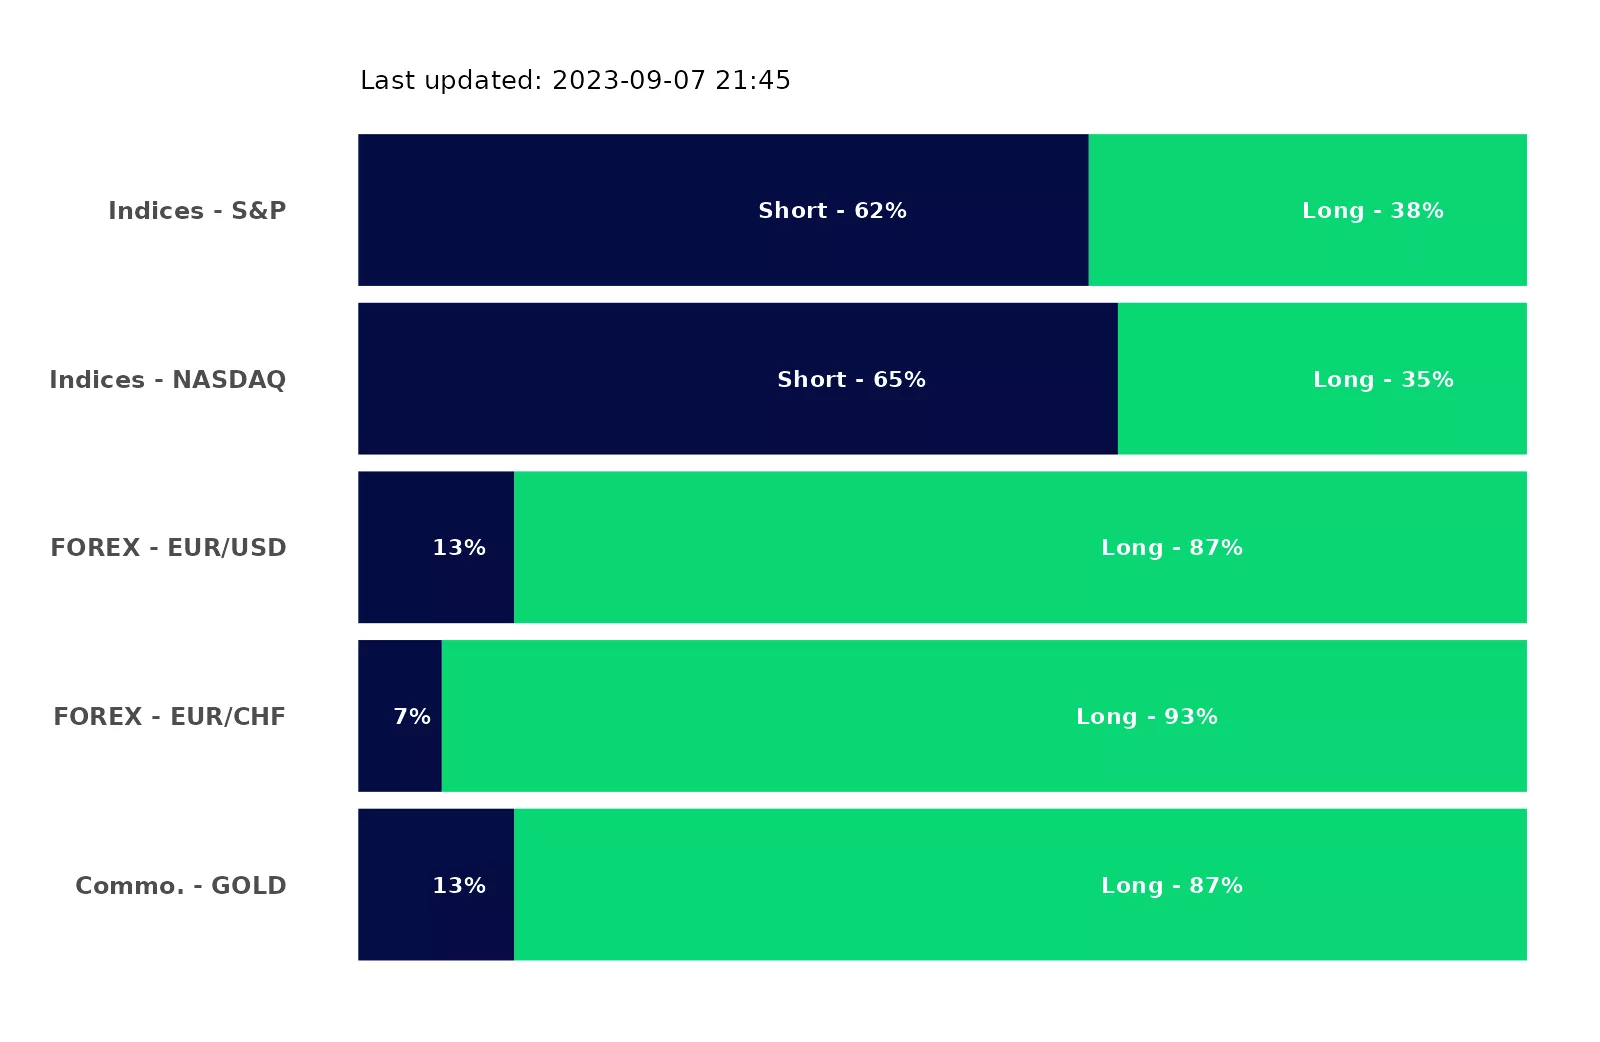 Last updated: 2023-09-07 21:45
Indices - S&P
Short - 62%
Long - 38%
Indices - NASDAQ
Short - 65%
Long - 35%
FOREX - EUR/USD
13%
Long - 87%
FOREX - EUR/CHF
7%
Long - 93%
Commo. - GOLD
13%
Long - 87%